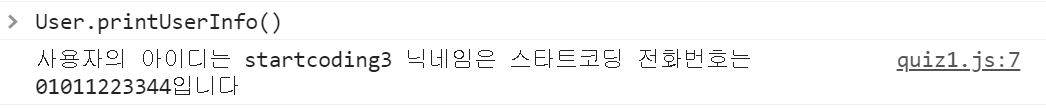 > User.printUserInfo()
사용자의 아이디는 startcoding3 닉네임은 스타트코딩 전화번호는 quiz1.js:7
01011223344입니다